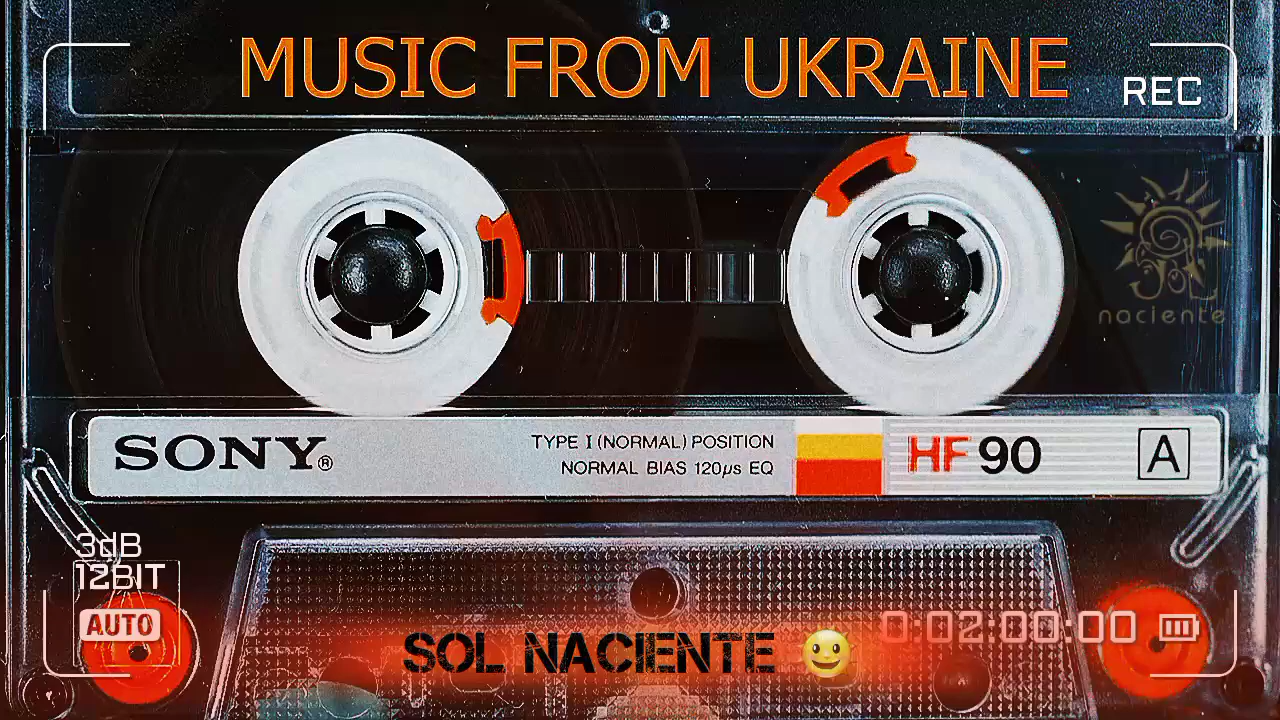 MUSIC FROM UKRAINE
REC
SOL
naciente
SONY®
TYPE I (NORMAL) POSITION
NORMAL BIAS 120μs EQ
HF 90
A
3dB
12BIT
AUTO
0:02:00:00
SOL NACIENTE 😀